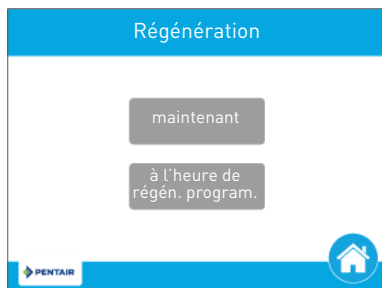 Régénération
maintenant
à l'heure de
régén. program.
PENTAIR